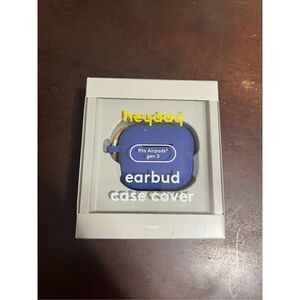 heyday
fits Airpods®
gen 3
earbud
case cover